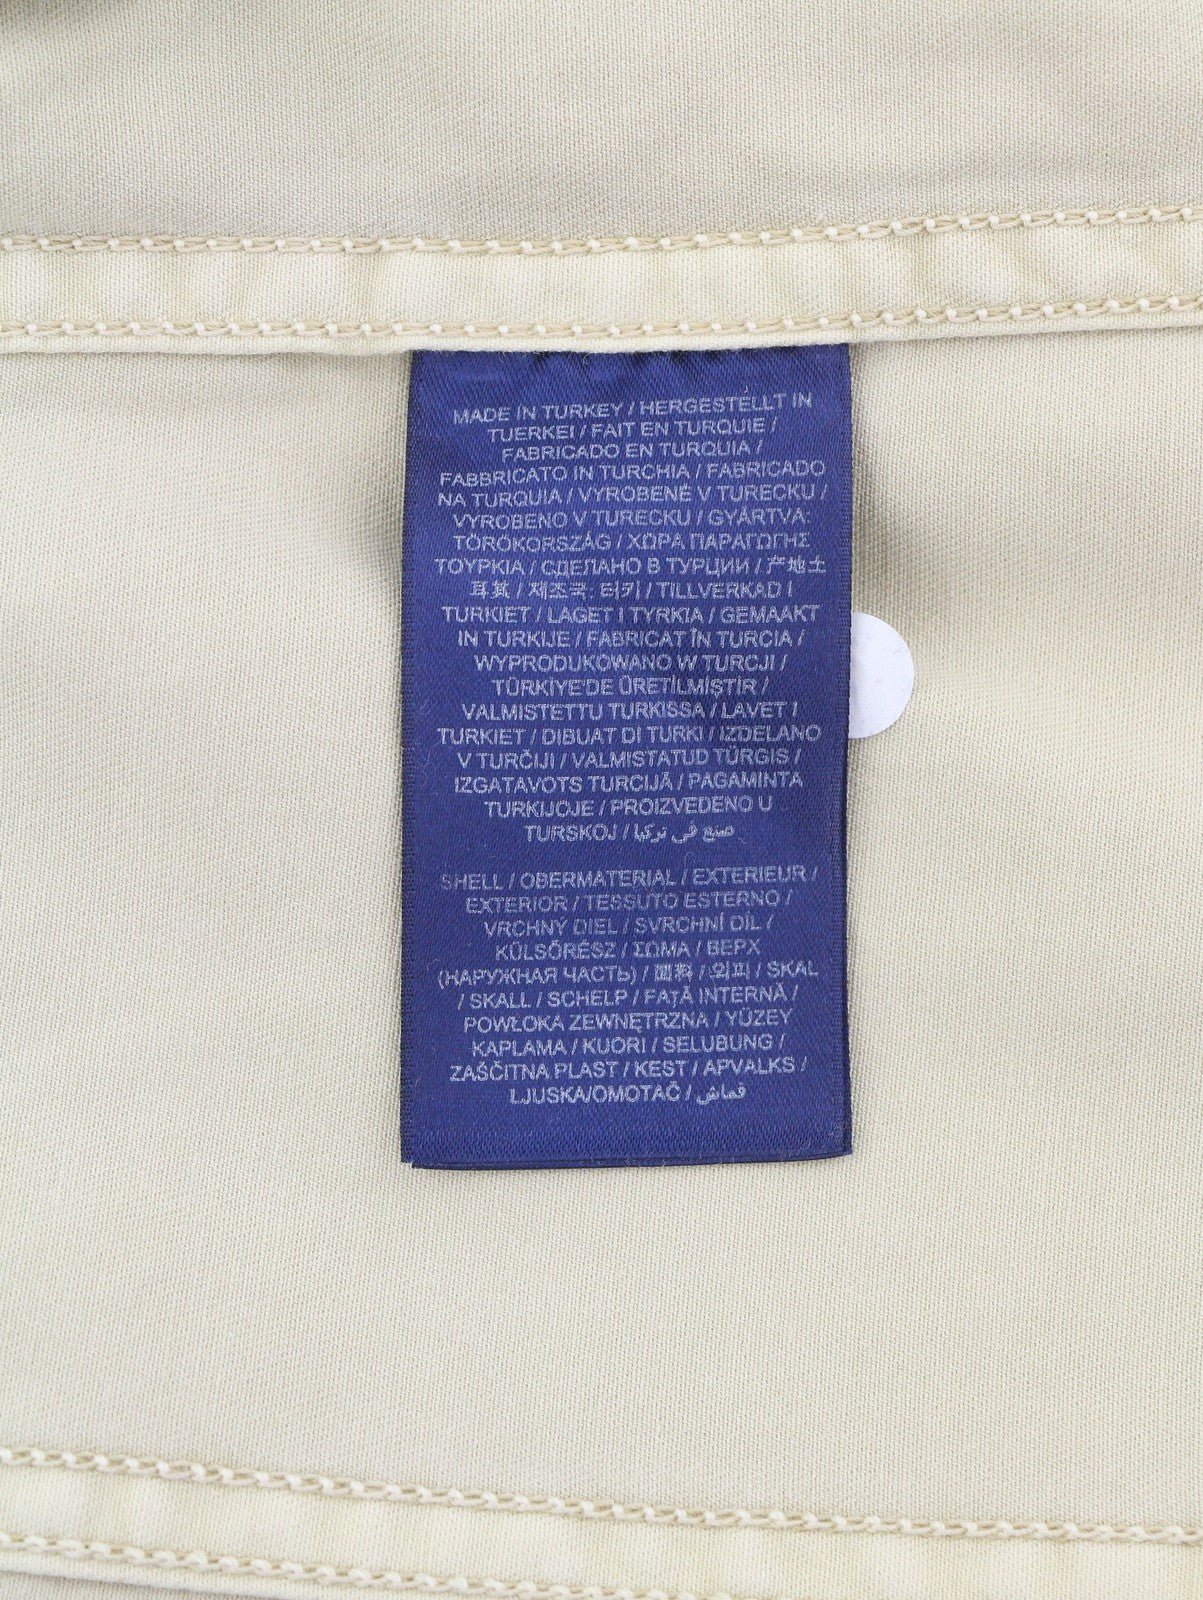 MADE IN TURKEY / HERGESTELLT IN
TUERKEI / FAIT EN TURQUIE /
FABRICADO EN TURQUIA /
FABBRICATO IN TURCHIA / FABRICADO
NA TURQUIA / VYROBENÉ V TURECKU /
VYROBENO V TURECKU / GYÁRTVA:
TÖRÖKORSZÁG / ΧΩΡΑ ΠΑΡΑΓΩΓΗΣ
ΤΟΥΡΚΙΑ / СДЕЛАНО В ТУРЦИИ / 产地土
耳其 / 제조국: 터키 / TILLVERKAD I
TURKIET / LAGET I TYRKIA / GEMAAKT
IN TURKIJE / FABRICAT ÎN TURCIA /
WYPRODUKOWANO W TURCJI /
TÜRKİYE'DE ÜRETİLMİŞTİR /
VALMISTETTU TURKISSA / LAVET I
TURKIET / DIBUAT DI TURKI / IZDELANO
V TURČIJI / VALMISTATUD TÜRGIS /
IZGATAVOTS TURCIJĀ / PAGAMINTA
TURKIJOJE / PROIZVEDENO U
TURSKOJ / صنع في تركيا
SHELL / OBERMATERIAL / EXTERIEUR /
EXTERIOR / TESSUTO ESTERNO /
VRCHNÝ DIEL / SVRCHNÍ DÍL /
KÜLSŐRÉSZ / ΣΩΜΑ / ВЕРХ
(НАРУЖНАЯ ЧАСТЬ) / 面料 / 외피 / SKAL
/ SKALL / SCHELP / FAȚĂ INTERNĂ /
POWŁOKA ZEWNĘTRZNA / YÜZEY
KAPLAMA / KUORI / SELUBUNG /
ZAŠČITNA PLAST / KEST / APVALKS /
LJUSKA/OMOTAČ / قماش